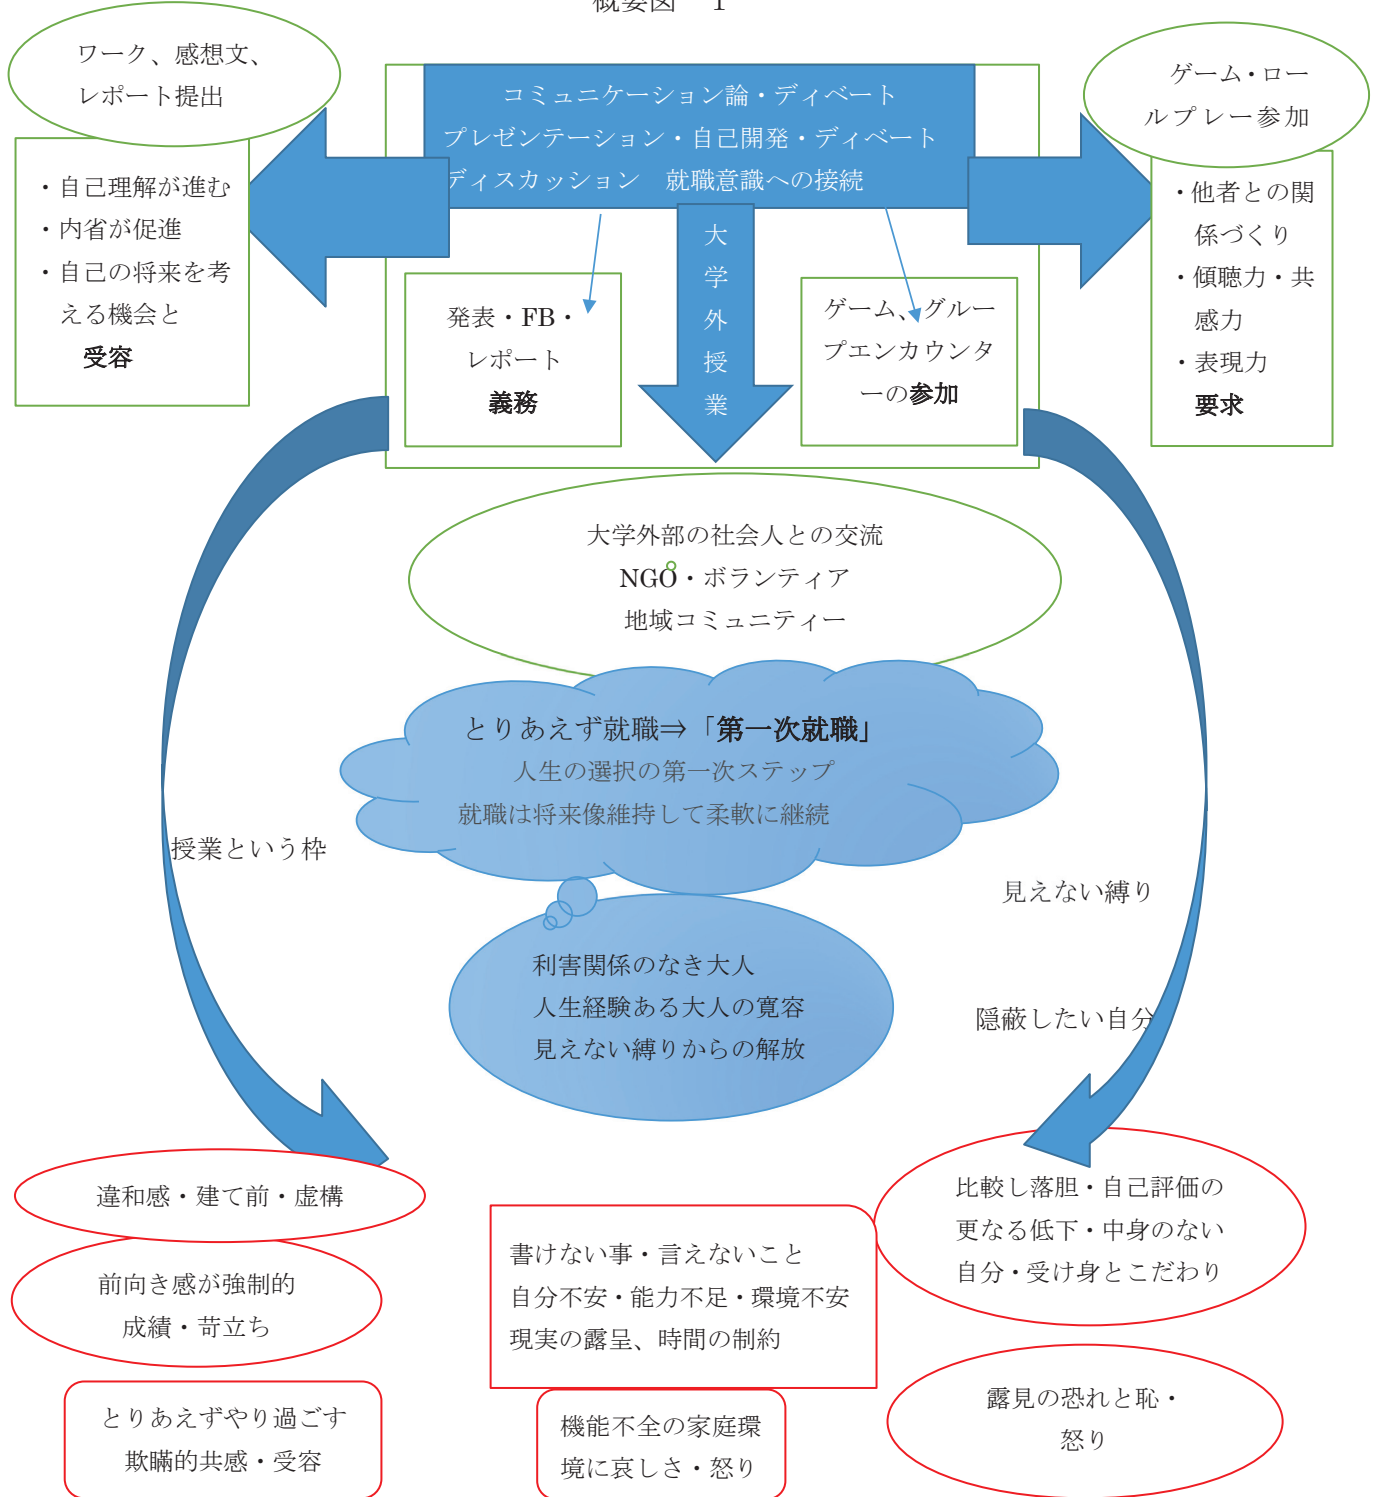 概要図 1
ワーク、感想文、
レポート提出
コミュニケーション論・ディベート
プレゼンテーション・自己開発・ディベート
ディスカッション 就職意識への接続
ゲーム・ロー
ルプレー参加
・自己理解が進む
・内省が促進
・自己の将来を考
える機会と
受容
発表・FB・
レポート
義務
大
学
外
授
業
ゲーム、グルー
プエンカウンタ
ーの参加
・他者との関
係づくり
・傾聴力・共
感力
・表現力
要求
大学外部の社会人との交流
NGO・ボランティア
地域コミュニティー
とりあえず就職⇒「第一次就職」
人生の選択の第一次ステップ
就職は将来像維持して柔軟に継続
授業という枠
見えない縛り
利害関係のなき大人
人生経験ある大人の寛容
見えない縛りからの解放
隠蔽したい自分
違和感・建て前・虚構
前向き感が強制的
成績・苛立ち
とりあえずやり過ごす
欺瞞的共感・受容
書けない事・言えないこと
自分不安・能力不足・環境不安
現実の露呈、時間の制約
機能不全の家庭環
境に哀しさ・怒り
比較し落胆・自己評価の
更なる低下・中身のない
自分・受け身とこだわり
露見の恐れと恥・
怒り